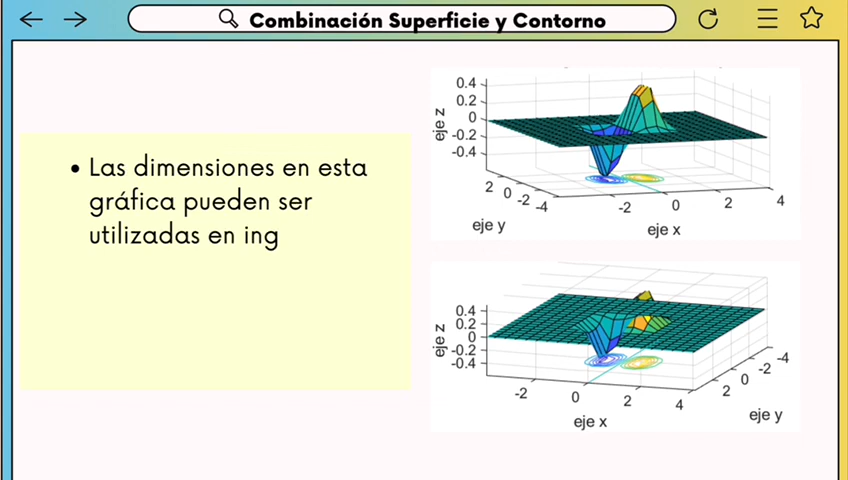 Combinación Superficie y Contorno
• Las dimensiones en esta
gráfica pueden ser
utilizadas en ing
0.4
0.2
0
-0.2
-0.4
eje z
2
0
-2
-4
eje y
-2
0
2
4
eje x
0.4
0.2
0
-0.2
-0.4
eje z
-2
0
2
4
eje x
-4
-2
0
2
eje y